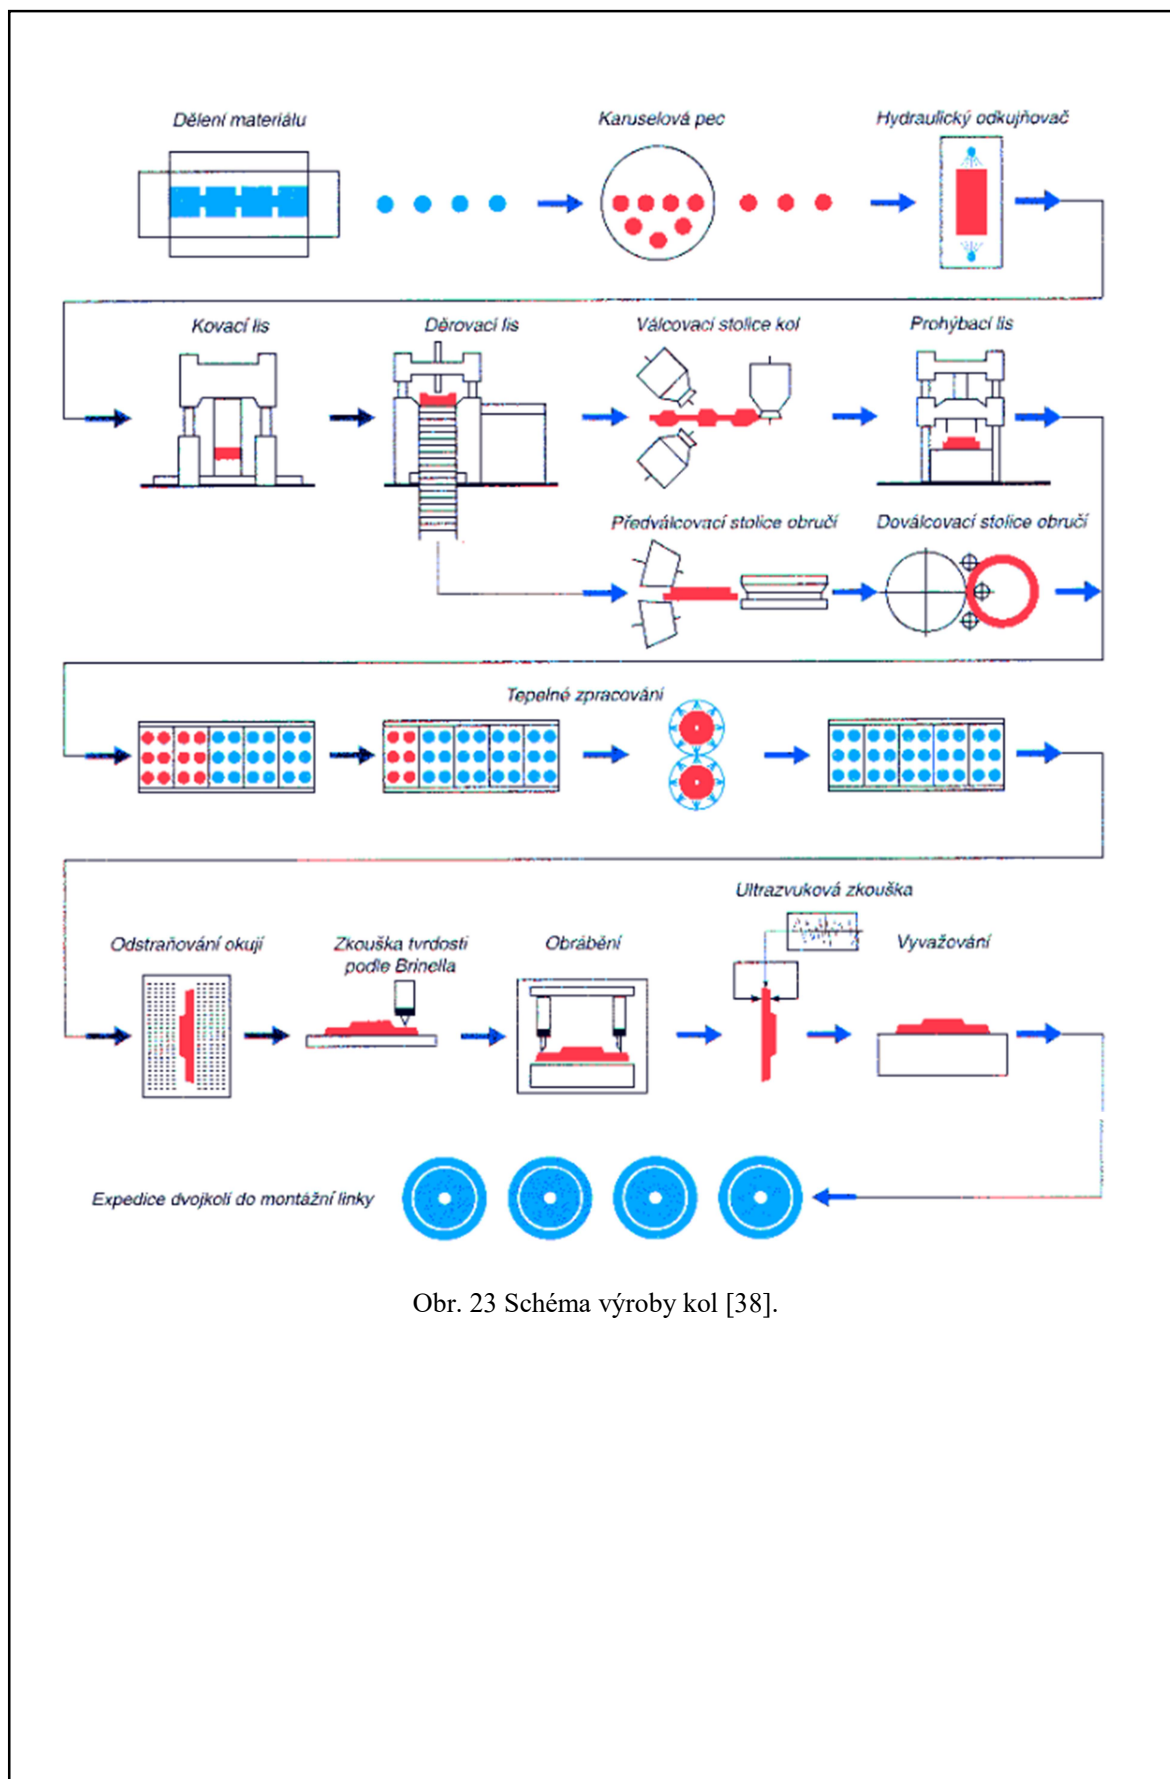 Dělení materiálu
Karuselová pec
Hydraulický odkujňovač
Kovací lis
Děrovací lis
Válcovací stolice kol
Prohýbací lis
Předválcovací stolice obručí
Doválcovací stolice obručí
Tepelné zpracování
Ultrazvuková zkouška
Odstraňování okují
Zkouška tvrdosti
podle Brinella
Obrábění
Vyvažování
Expedice dvojkolí do montážní linky
Obr. 23 Schéma výroby kol [38].